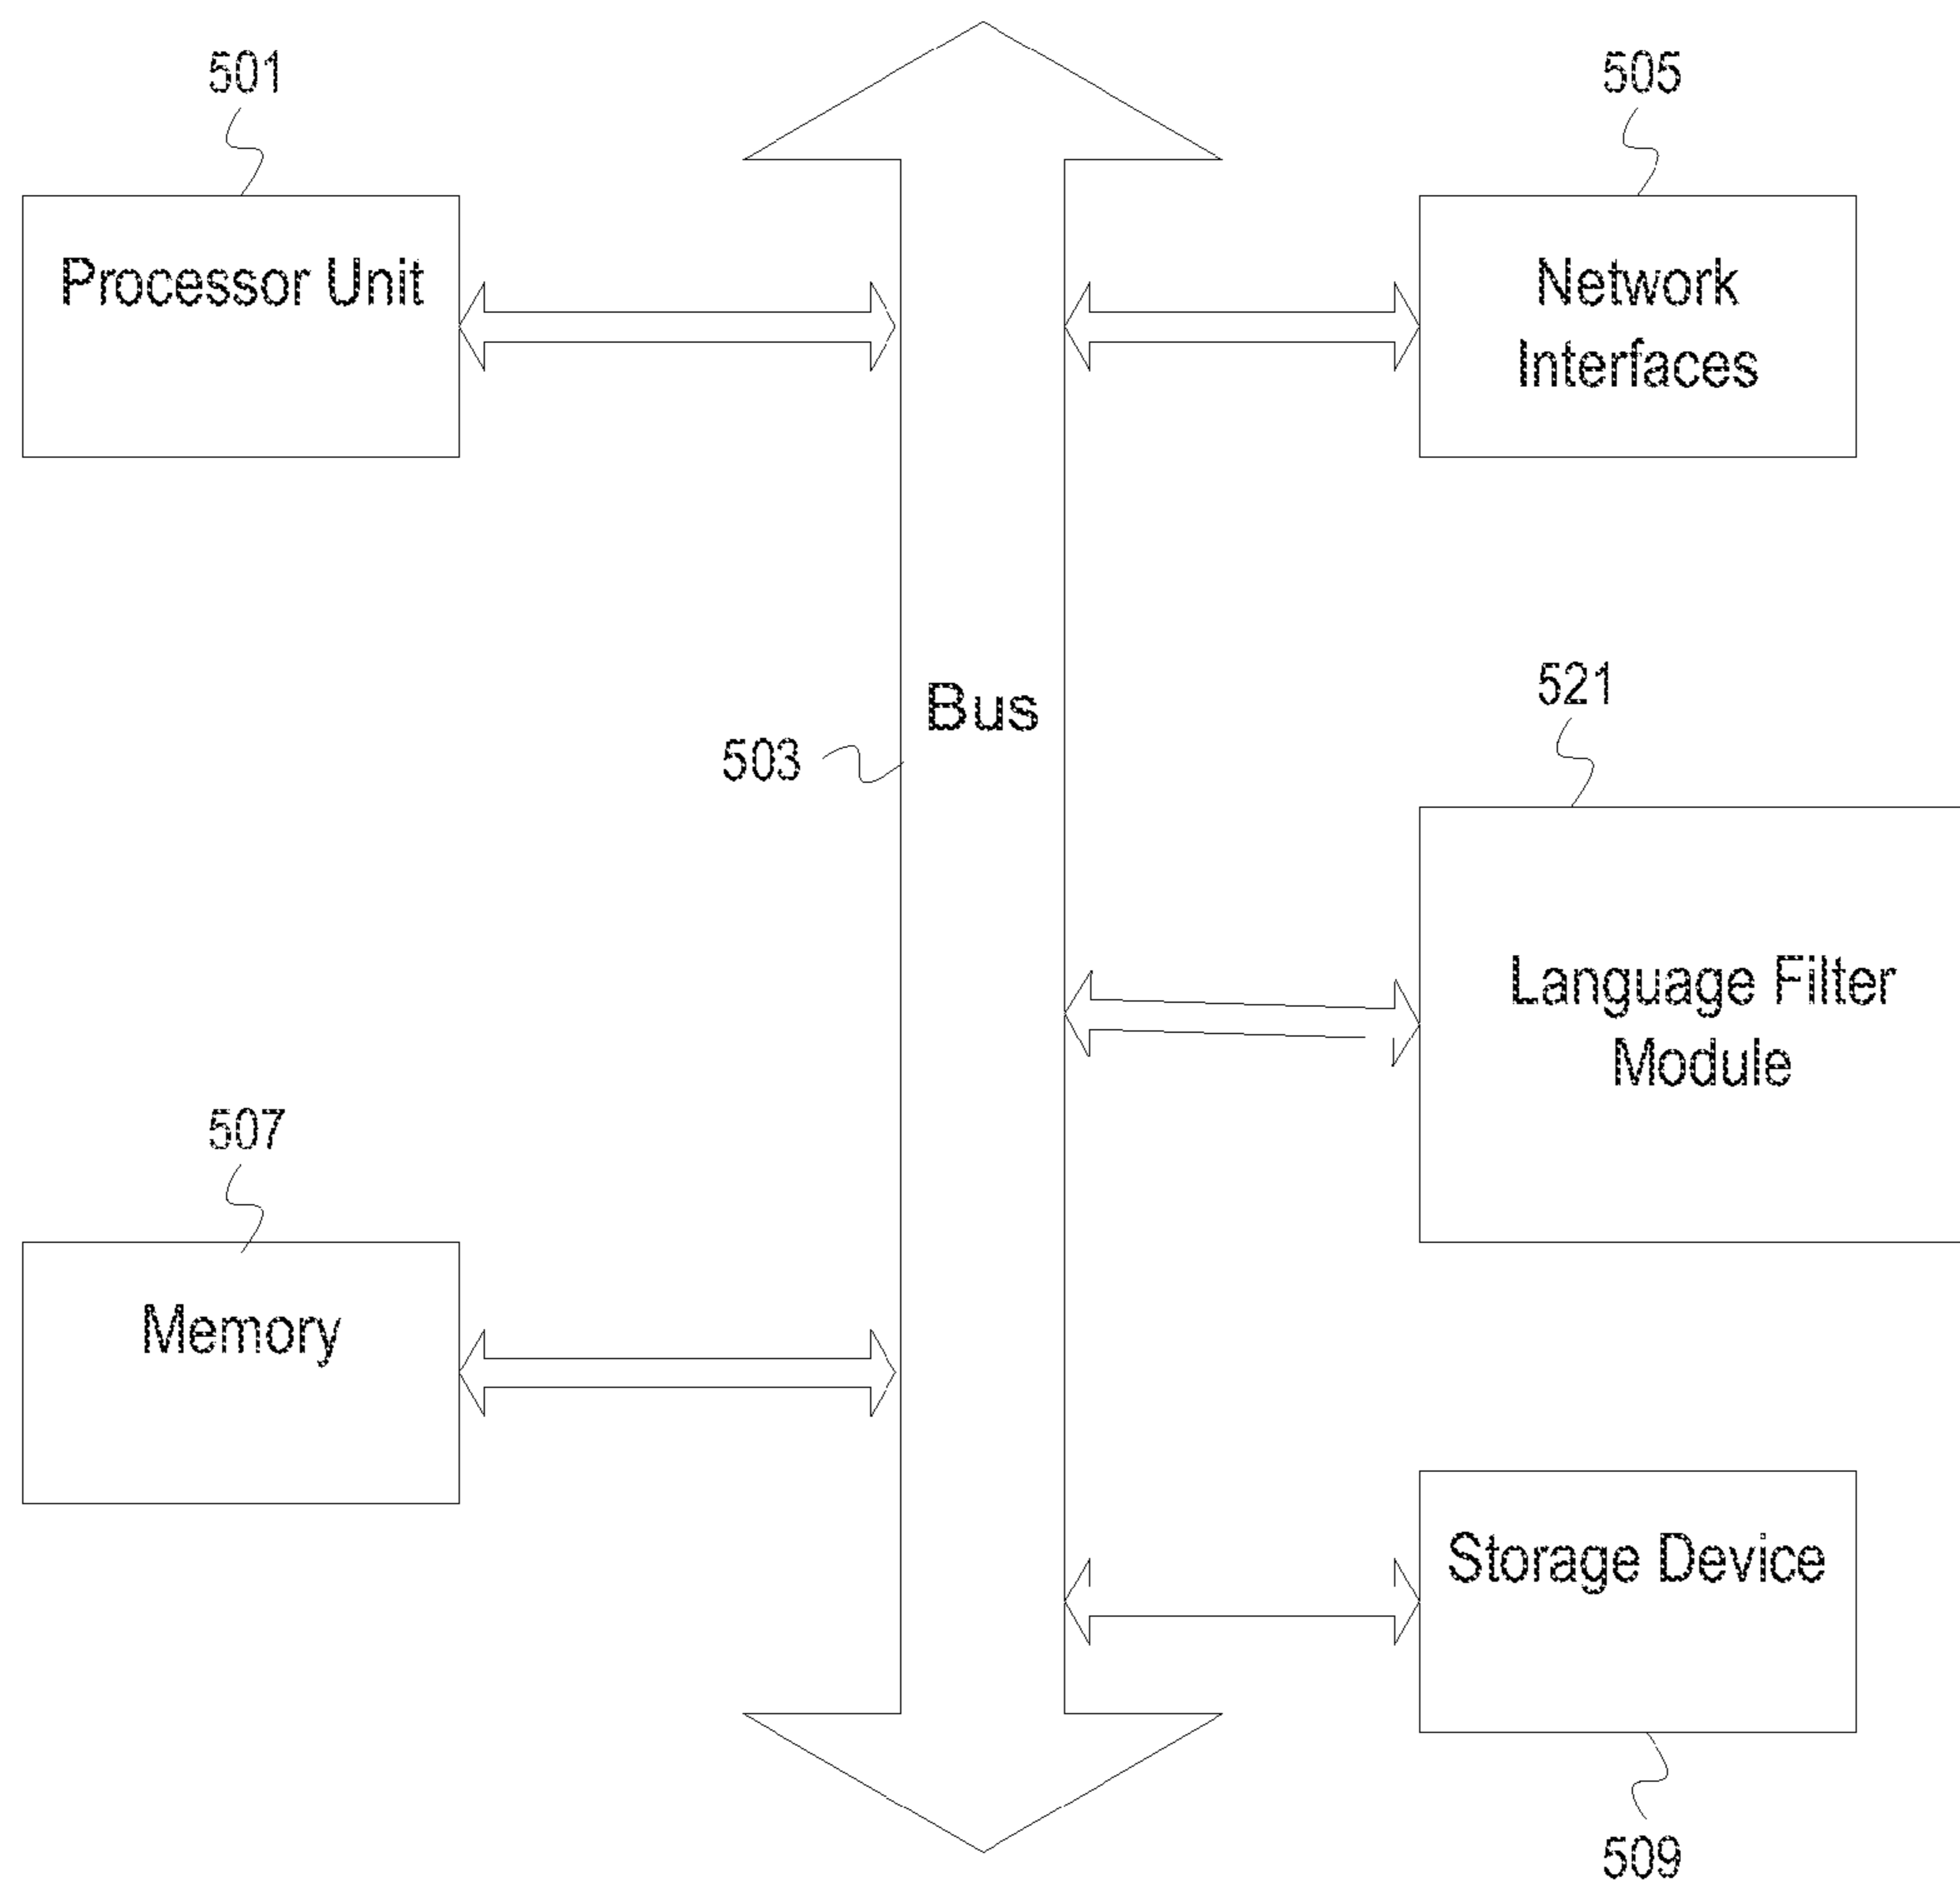 501
505
Processor Unit
Network
Interfaces
521
Bus
503
Language Filter
Module
507
Memory
Storage Device
509